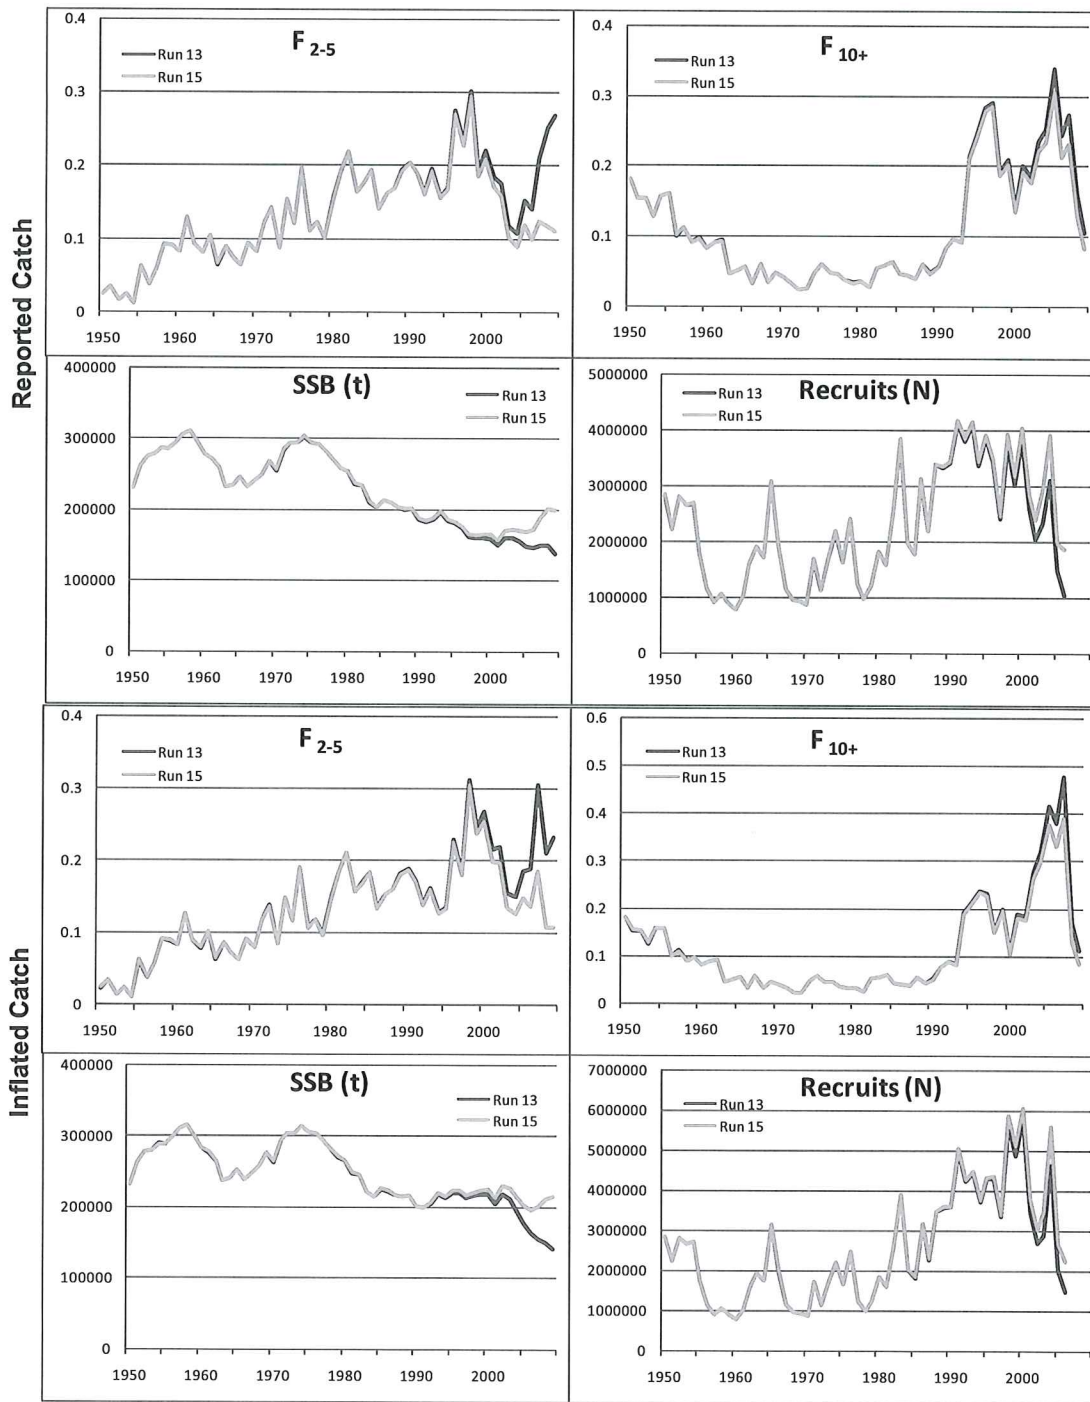 Reported Catch
F 2-5
Run 13
Run 15
0.4
0.3
0.2
0.1
0
1950 1960 1970 1980 1990 2000
F 10+
Run 13
Run 15
0.4
0.3
0.2
0.1
0
1950 1960 1970 1980 1990 2000
SSB (t)
Run 13
Run 15
400000
300000
200000
100000
0
1950 1960 1970 1980 1990 2000
Recruits (N)
Run 13
Run 15
5000000
4000000
3000000
2000000
1000000
0
1950 1960 1970 1980 1990 2000
Inflated Catch
F 2-5
Run 13
Run 15
0.4
0.3
0.2
0.1
0
1950 1960 1970 1980 1990 2000
F 10+
Run 13
Run 15
0.6
0.5
0.4
0.3
0.2
0.1
0
1950 1960 1970 1980 1990 2000
SSB (t)
Run 13
Run 15
400000
300000
200000
100000
0
1950 1960 1970 1980 1990 2000
Recruits (N)
Run 13
Run 15
7000000
6000000
5000000
4000000
3000000
2000000
1000000
0
1950 1960 1970 1980 1990 2000